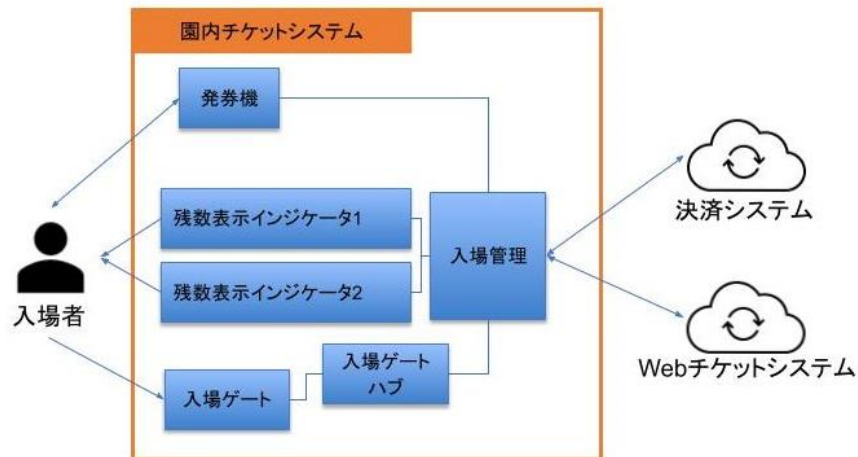 園内チケットシステム
発券機
残数表示インジケータ1
残数表示インジケータ2
入場管理
入場ゲート
ハブ
入場ゲート
入場者
決済システム
Webチケットシステム